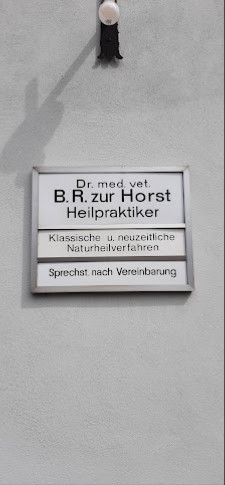 Dr. med. vet.
B.R. zur Horst
Heilpraktiker
Klassische u. neuzeitliche
Naturheilverfahren
Sprechst. nach Vereinbarung